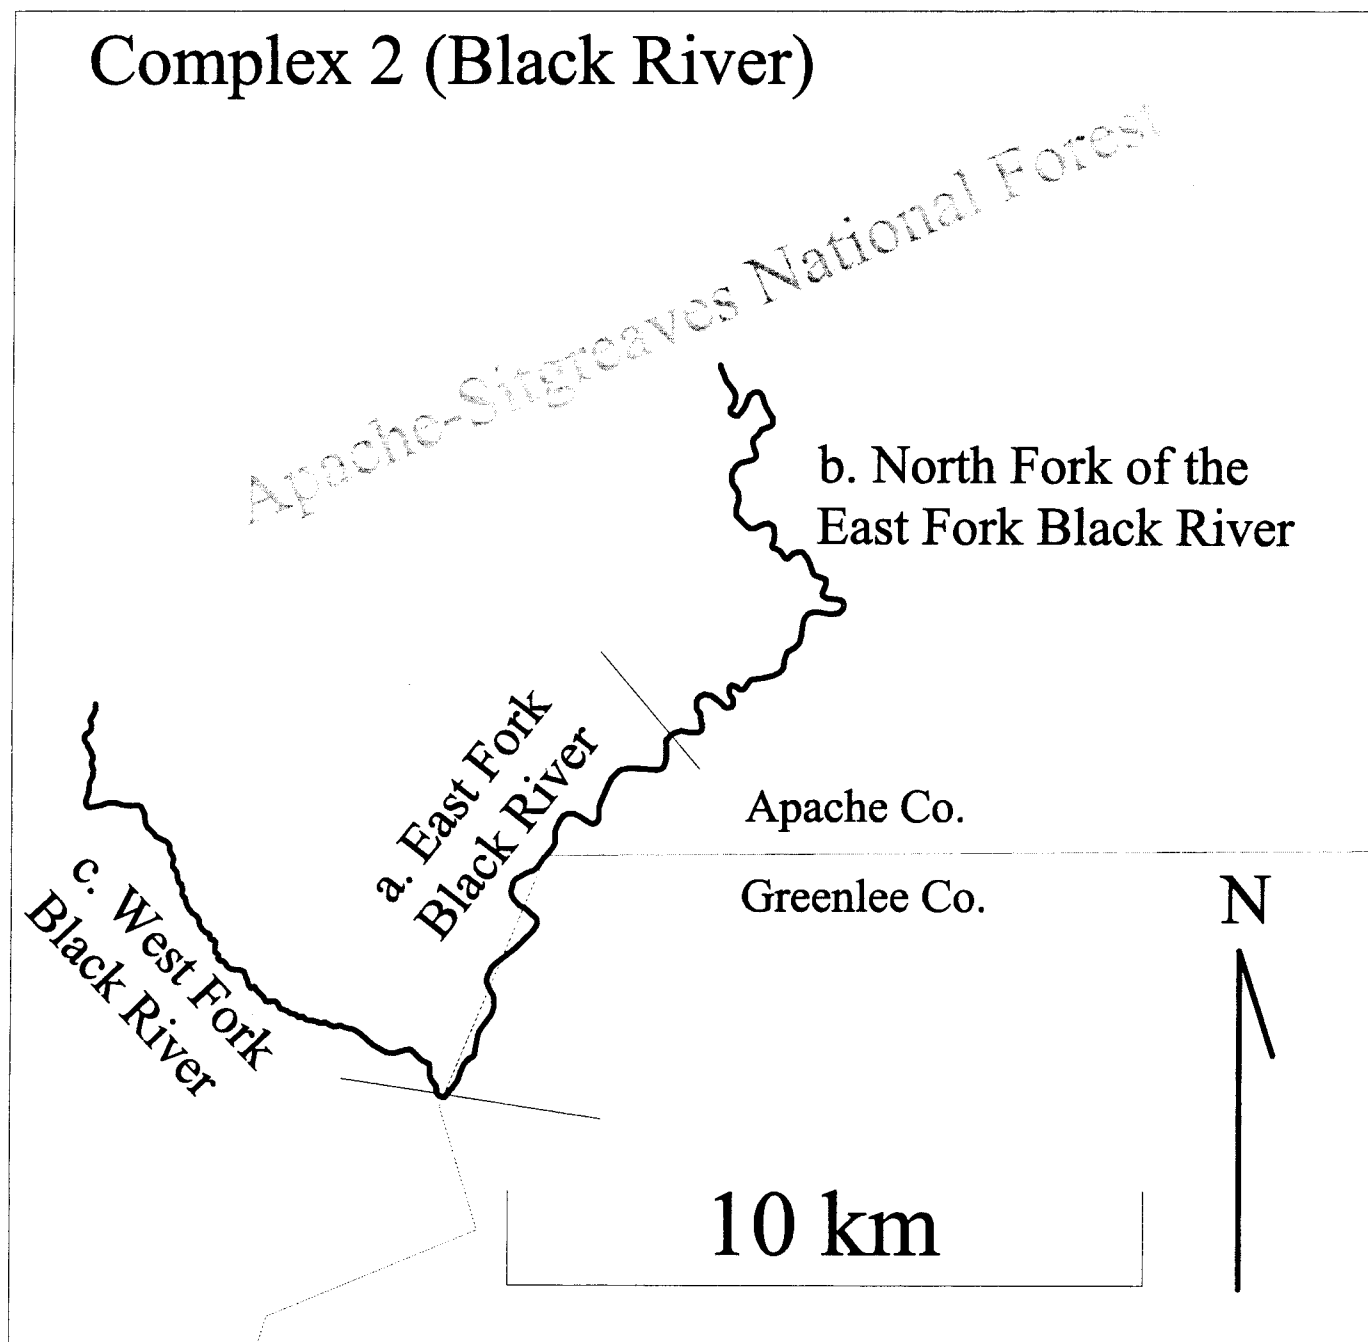 Complex 2 (Black River)
Apache-Sitgreaves National Forest
b. North Fork of the
East Fork Black River
a. East Fork
Black River
c. West Fork
Black River
Apache Co.
Greenlee Co.
N
10 km